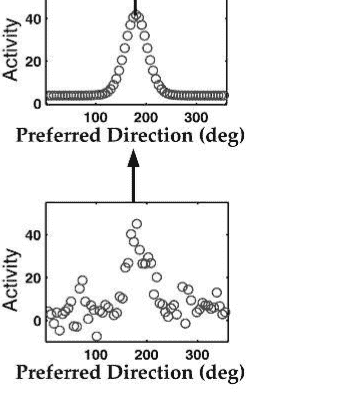 40
Activity
20
0
100 200 300
Preferred Direction (deg)
40
Activity
20
0
100 200 300
Preferred Direction (deg)